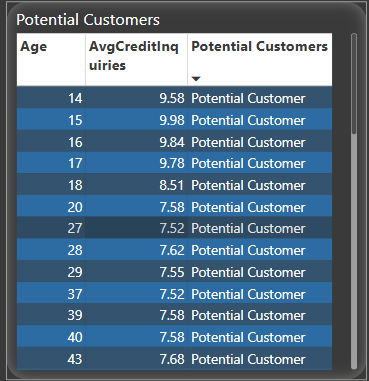 Potential Customers
Age AvgCreditInq Potential Customers
uiries
14 9.58 Potential Customer
15 9.98 Potential Customer
16 9.84 Potential Customer
17 9.78 Potential Customer
18 8.51 Potential Customer
20 7.58 Potential Customer
27 7.52 Potential Customer
28 7.62 Potential Customer
29 7.55 Potential Customer
37 7.52 Potential Customer
39 7.58 Potential Customer
40 7.58 Potential Customer
43 7.68 Potential Customer